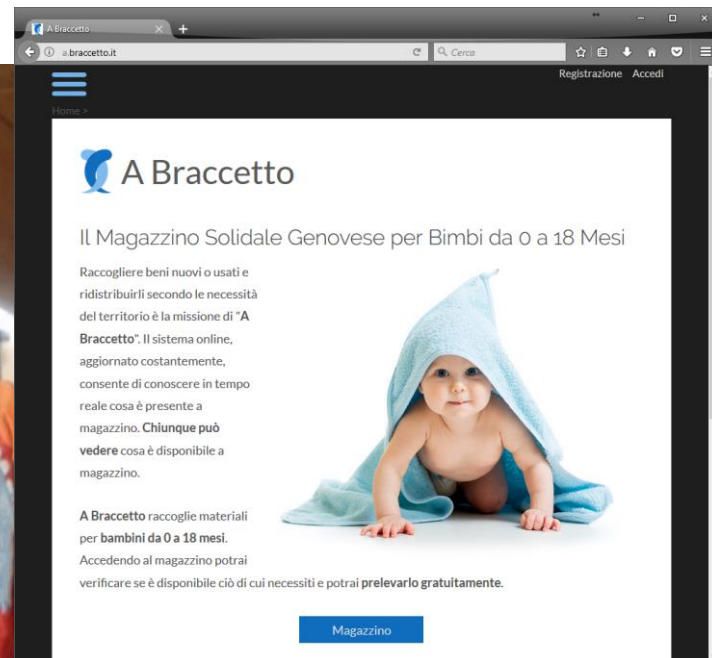 A Braccetto
a.braccetto.it
Cerca
Registrazione Accedi
Home >
A Braccetto
Il Magazzino Solidale Genovese per Bimbi da 0 a 18 Mesi
Raccogliere beni nuovi o usati e
ridistribuirli secondo le necessità
del territorio è la missione di "A
Braccetto". Il sistema online,
aggiornato costantemente,
consente di conoscere in tempo
reale cosa è presente a
magazzino. Chiunque può
vedere cosa è disponibile a
magazzino.
A Braccetto raccoglie materiali
per bambini da 0 a 18 mesi.
Accedendo al magazzino potrai
verificare se è disponibile ciò di cui necessiti e potrai prelevarlo gratuitamente.
Magazzino